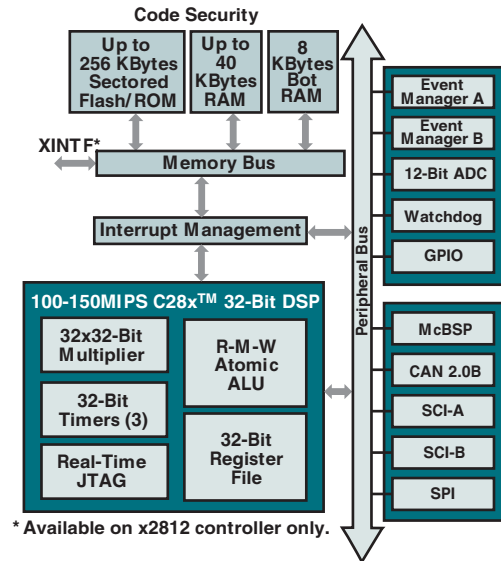 Code Security
Up to
256 KBytes
Sectored
Flash/ROM
Up to
40
KBytes
RAM
8
KBytes
Bot
RAM
XINTF*
Memory Bus
Interrupt Management
100-150MIPS C28x™ 32-Bit DSP
32x32-Bit
Multiplier
32-Bit
Timers (3)
Real-Time
JTAG
R-M-W
Atomic
ALU
32-Bit
Register
File
* Available on x2812 controller only.
Peripheral Bus
Event
Manager A
Event
Manager B
12-Bit ADC
Watchdog
GPIO
McBSP
CAN 2.0B
SCI-A
SCI-B
SPI